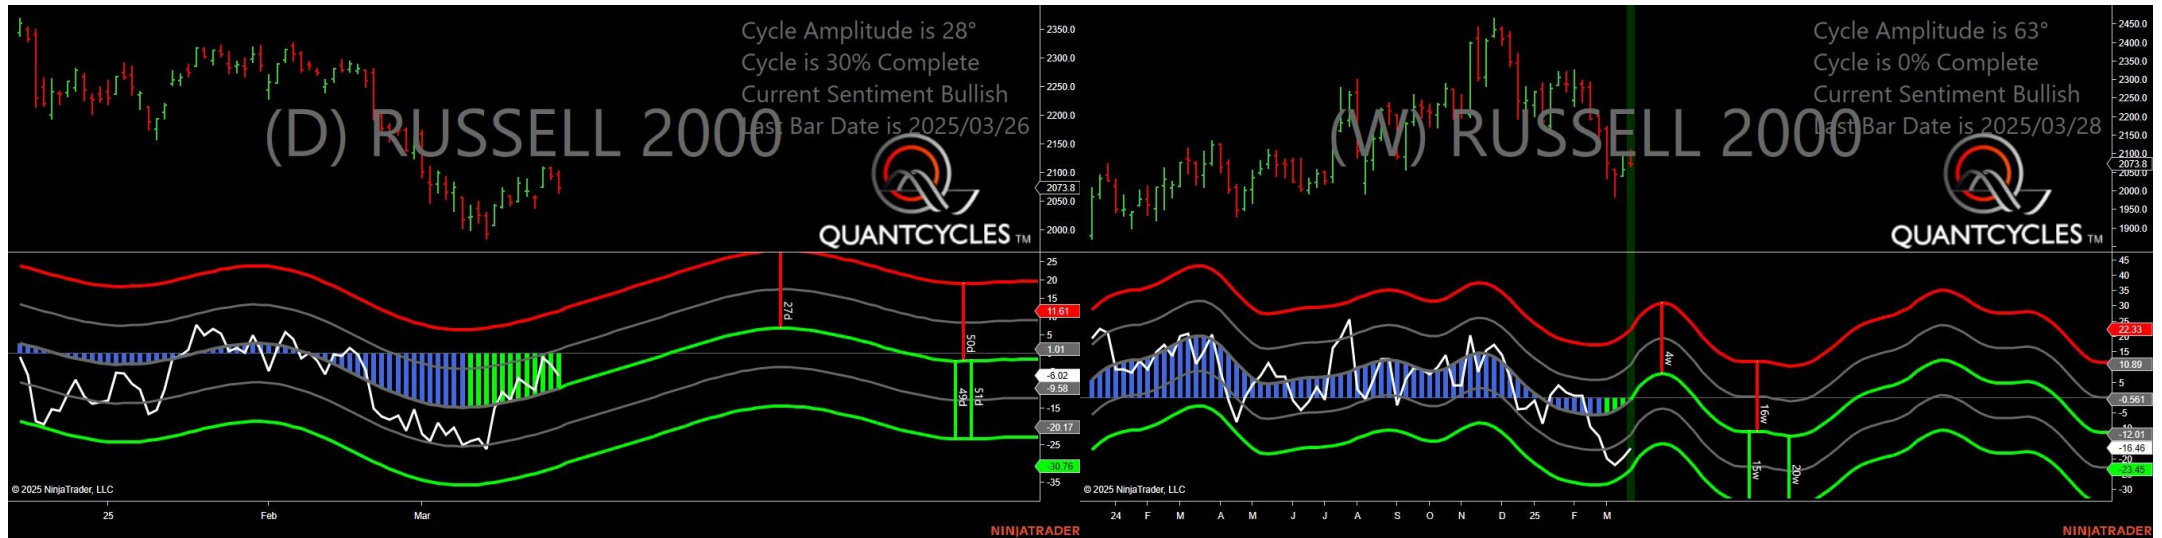 Cycle Amplitude is 28°
Cycle is 30% Complete
Current Sentiment Bullish
Last Bar Date is 2025/03/26
(D) RUSSELL 2000
QUANTCYCLES TM
2350.0
2300.0
2250.0
2200.0
2150.0
2100.0
2073.8
2050.0
2000.0
25
20
15
11.61
5
1.01
-6.02
-9.58
-15
-20.17
-25
-30.76
-35
27d
50d
49d
51d
© 2025 NinjaTrader, LLC
25
Feb
Mar
NINJATRADER
Cycle Amplitude is 63°
Cycle is 0% Complete
Current Sentiment Bullish
Last Bar Date is 2025/03/28
(W) RUSSELL 2000
QUANTCYCLES TM
2450.0
2400.0
2350.0
2300.0
2250.0
2200.0
2150.0
2100.0
2073.8
2050.0
2000.0
1950.0
1900.0
45
40
35
30
25
22.33
20
15
10.89
5
-0.561
-5
-12.01
-16.46
-20
-23.45
-30
4w
16w
15w
20w
© 2025 NinjaTrader, LLC
24 F M A M J J A S O N D 25 F M
NINJATRADER